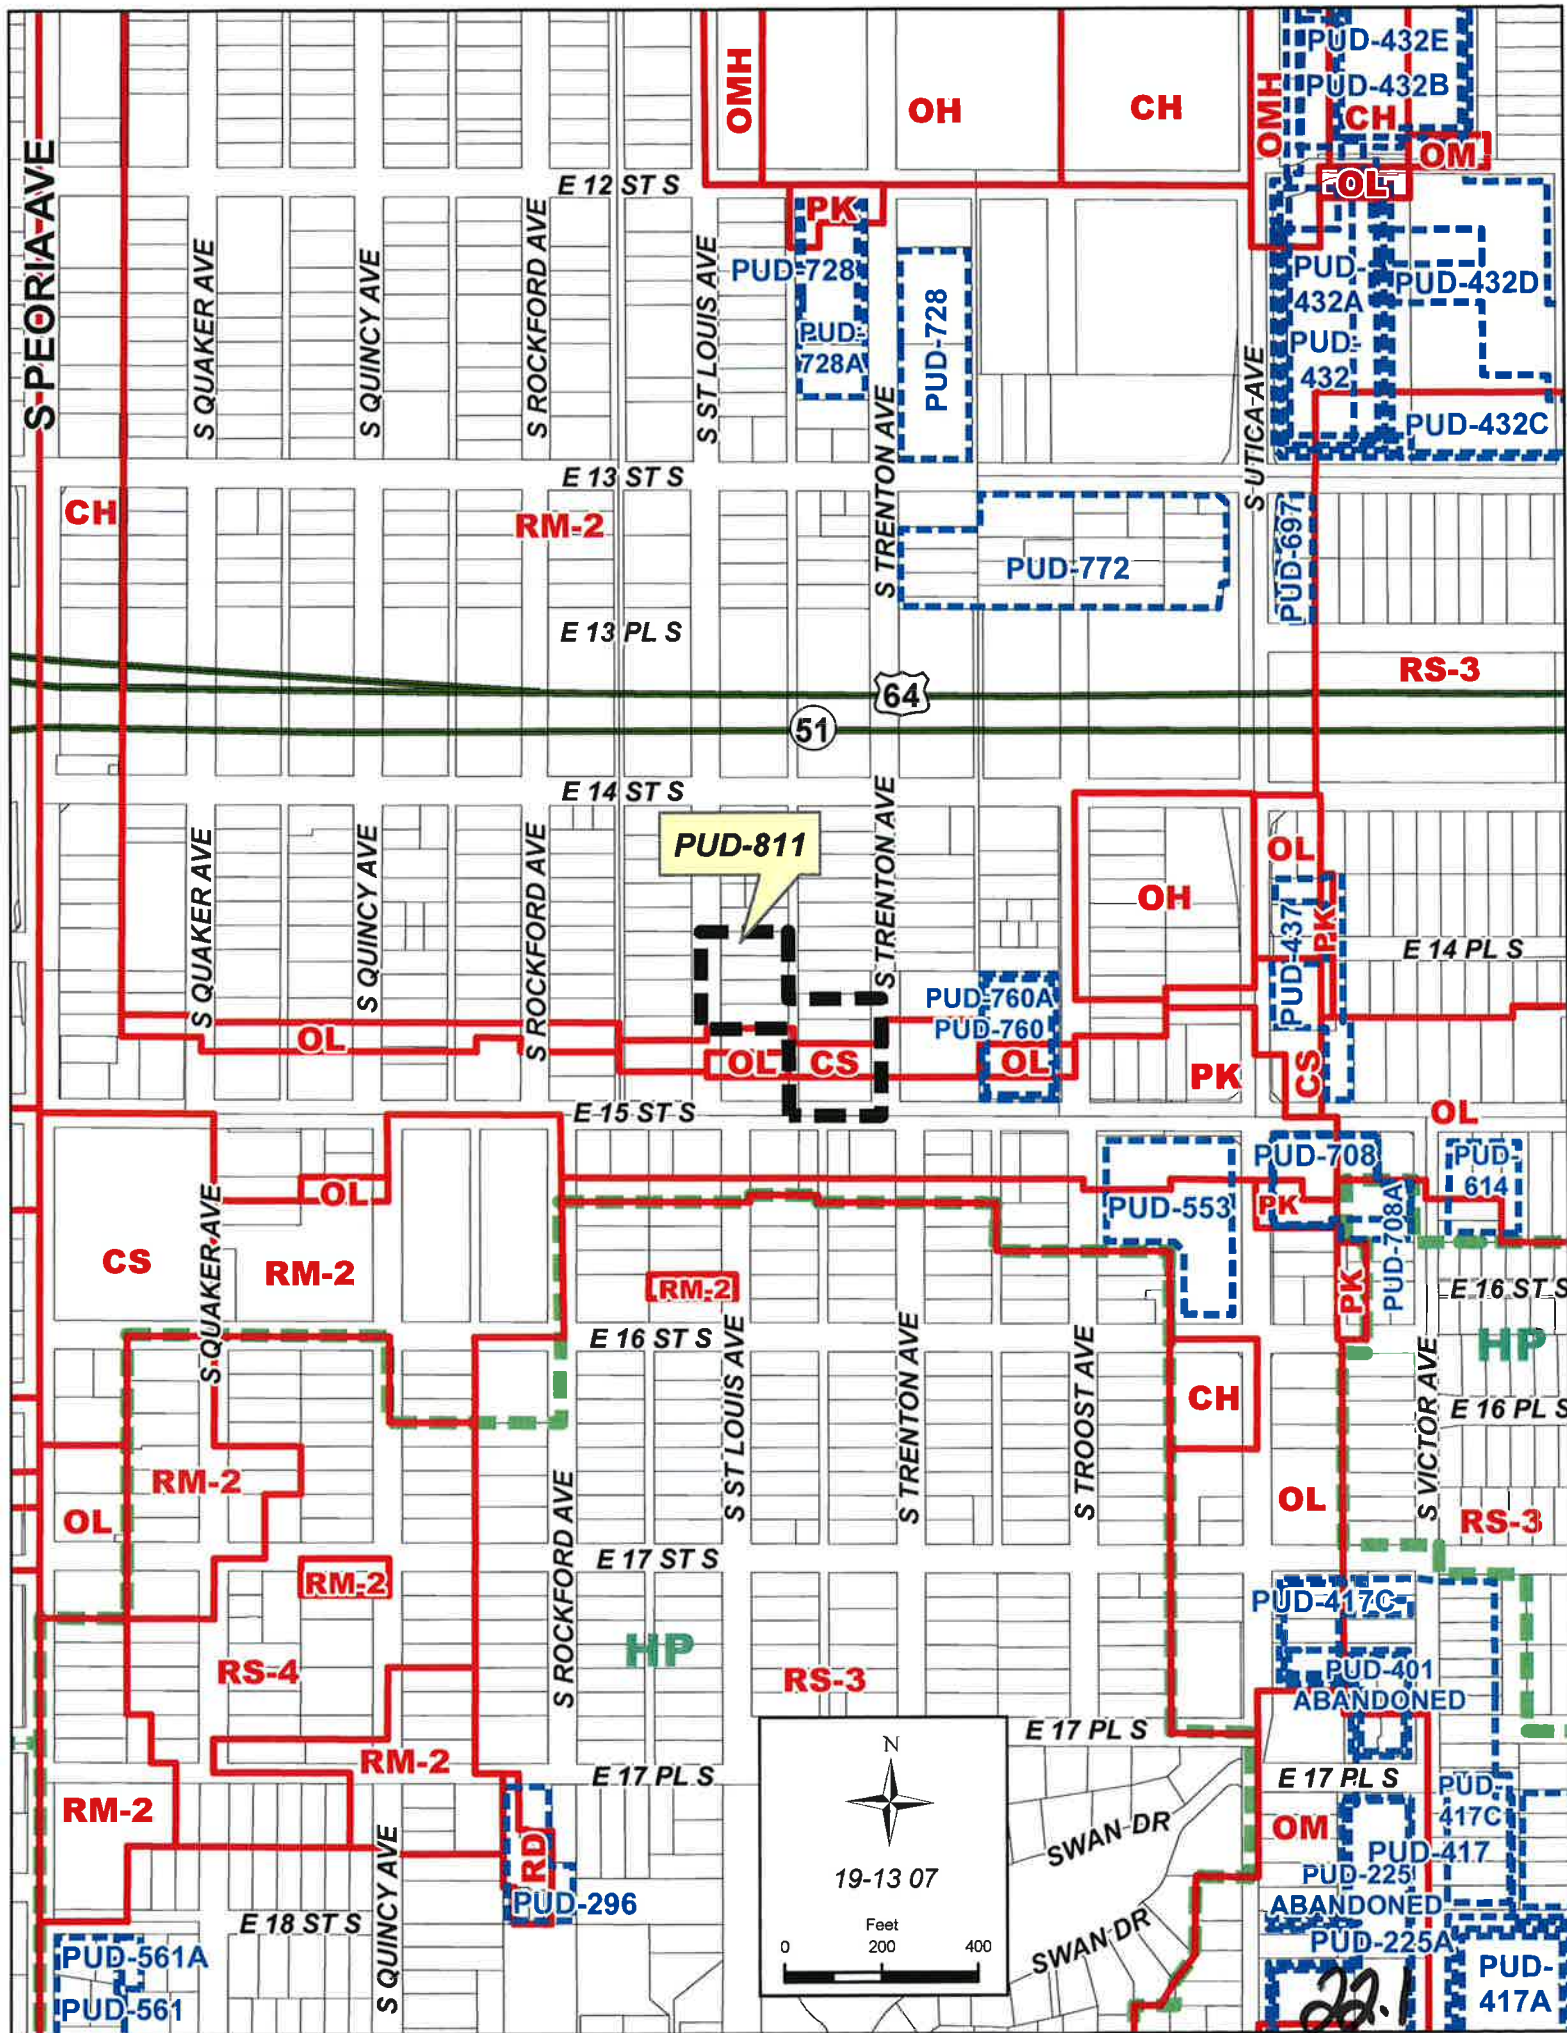 PUD-432E
PUD-432B
OMH
OH
CH
OMH
CH
OM
OL
E 12 ST S
PK
S PEORIA AVE
S QUAKER AVE
S QUINCY AVE
S ROCKFORD AVE
S ST LOUIS AVE
PUD-728
PUD-
728A
PUD-728
S TRENTON AVE
S UTICA AVE
PUD-
432A
PUD-
432
PUD-432D
PUD-432C
E 13 ST S
CH
RM-2
PUD-772
PUD-697
E 13 PL S
RS-3
64
51
E 14 ST S
PUD-811
S QUAKER AVE
S QUINCY AVE
S ROCKFORD AVE
S TRENTON AVE
OH
OL
PUD-437
PK
E 14 PL S
PUD-760A
PUD-760
OL
OL
CS
OL
PK
CS
OL
E 15 ST S
OL
PUD-708
PUD-
614
PUD-553
PK
PUD-708A
CS
S QUAKER AVE
RM-2
RM-2
PK
E 16 ST S
HP
E 16 ST S
S ST LOUIS AVE
S TRENTON AVE
S TROOST AVE
CH
S VICTOR AVE
E 16 PL S
RM-2
OL
OL
RS-3
S ROCKFORD AVE
E 17 ST S
RM-2
PUD-417C
HP
RS-4
RS-3
PUD-401
ABANDONED
E 17 PL S
RM-2
E 17 PL S
E 17 PL S
RM-2
PUD-
417C
OM
PUD-417
SWAN DR
S QUINCY AVE
RD
PUD-296
PUD-225
ABANDONED
E 18 ST S
SWAN DR
PUD-225A
PUD-561A
PUD-561
PUD-
417A
N
19-13 07
Feet
0 200 400
22.1